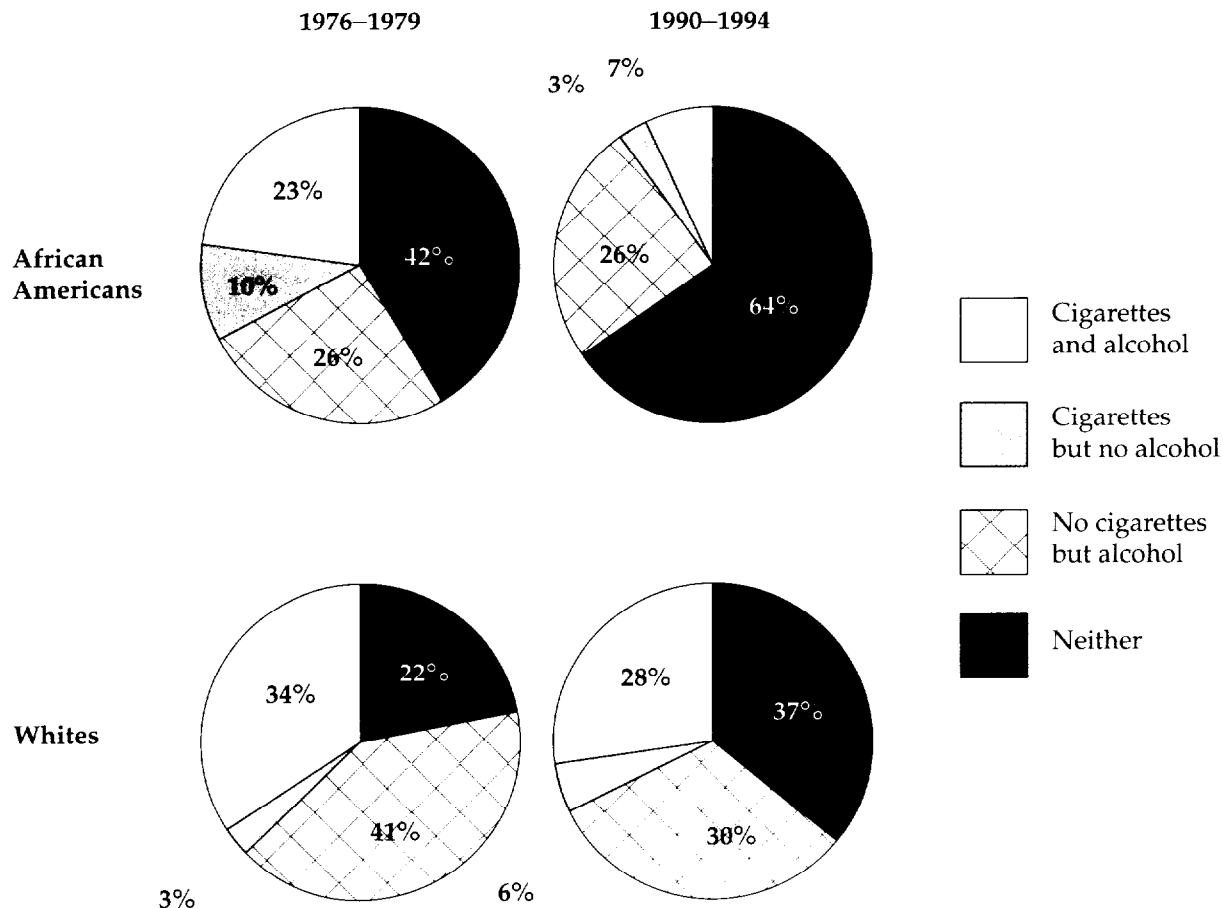 1976–1979
1990–1994
3%
7%
23%
42%
26%
64%
10%
26%
African
Americans
Cigarettes
and alcohol
Cigarettes
but no alcohol
No cigarettes
but alcohol
Neither
34%
22%
28%
37%
Whites
41%
30%
3%
6%